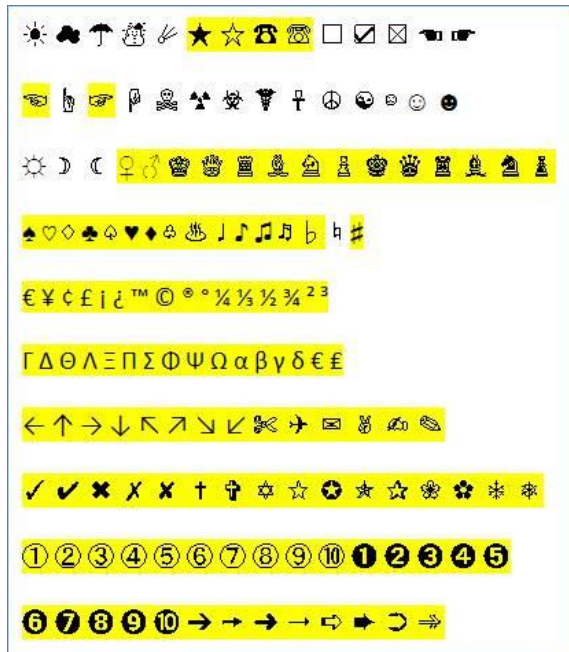 ☀ ☁ ☂ ☃ ☄ ★ ☆ ☎ ☏ ☐ ☑ ☒ ☚ ☛
☜ ☝ ☞ ☟ ☠ ☢ ☣ ☤ ☥ ☮ ☯ ☹ ☺ ☻
☼ ☽ ☾ ♀ ♂ ♔ ♕ ♖ ♗ ♘ ♙ ♚ ♛ ♜ ♝ ♞ ♟
♠ ♡ ♢ ♣ ♤ ♥ ♦ ♧ ♨ ♩ ♪ ♫ ♬ ♭ ♮ ♯
€ ¥ ¢ £ ¡ ¿ ™ © ® ° ¼ ⅓ ½ ¾ ² ³
Γ Δ Θ Λ Ξ Π Σ Φ Ψ Ω α β γ δ € ₤
← ↑ → ↓ ↖ ↗ ↘ ↙ ✄ ✈ ✉ ✌ ✍ ✎
✓ ✔ ✖ ✗ ✘ † ✞ ✡ ☆ ✪ ✭ ✰ ❀ ✿ ❄ ❅
① ② ③ ④ ⑤ ⑥ ⑦ ⑧ ⑨ ⑩ ❶ ❷ ❸ ❹ ❺
❻ ❼ ❽ ❾ ❿ ➔ ➙ ➜ ➝ ➪ ➨ ➲ ➾